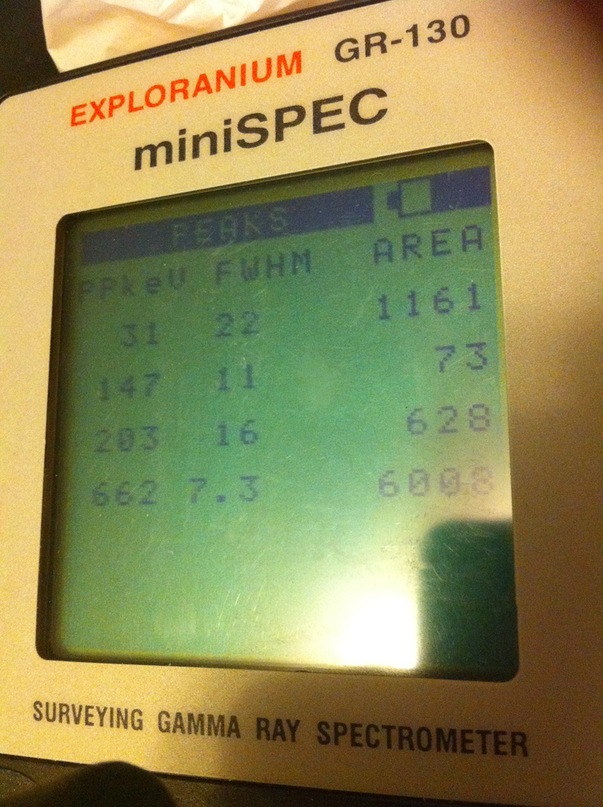 EXPLORANIUM GR-130
miniSPEC
PEAKS
PPkeV FWHM AREA
31 22 1161
147 11 73
203 16 628
662 7.3 6008
SURVEYING GAMMA RAY SPECTROMETER